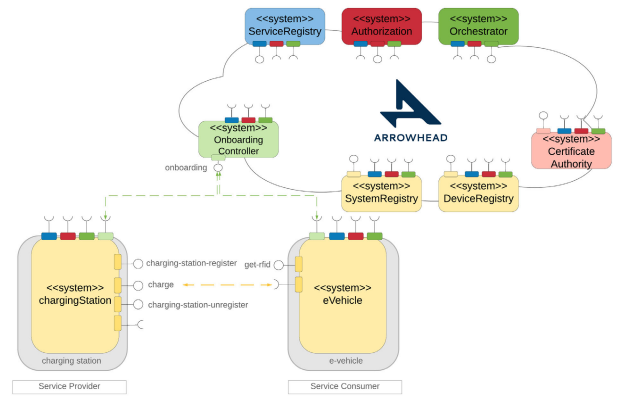 <<system>>
ServiceRegistry
<<system>>
Authorization
<<system>>
Orchestrator
<<system>>
Onboarding
Controller
ARROWHEAD
<<system>>
Certificate
Authority
onboarding
<<system>>
SystemRegistry
<<system>>
DeviceRegistry
<<system>>
chargingStation
charging-station-register
charge
charging-station-unregister
get-rfid
<<system>>
eVehicle
charging station
e-vehicle
Service Provider
Service Consumer